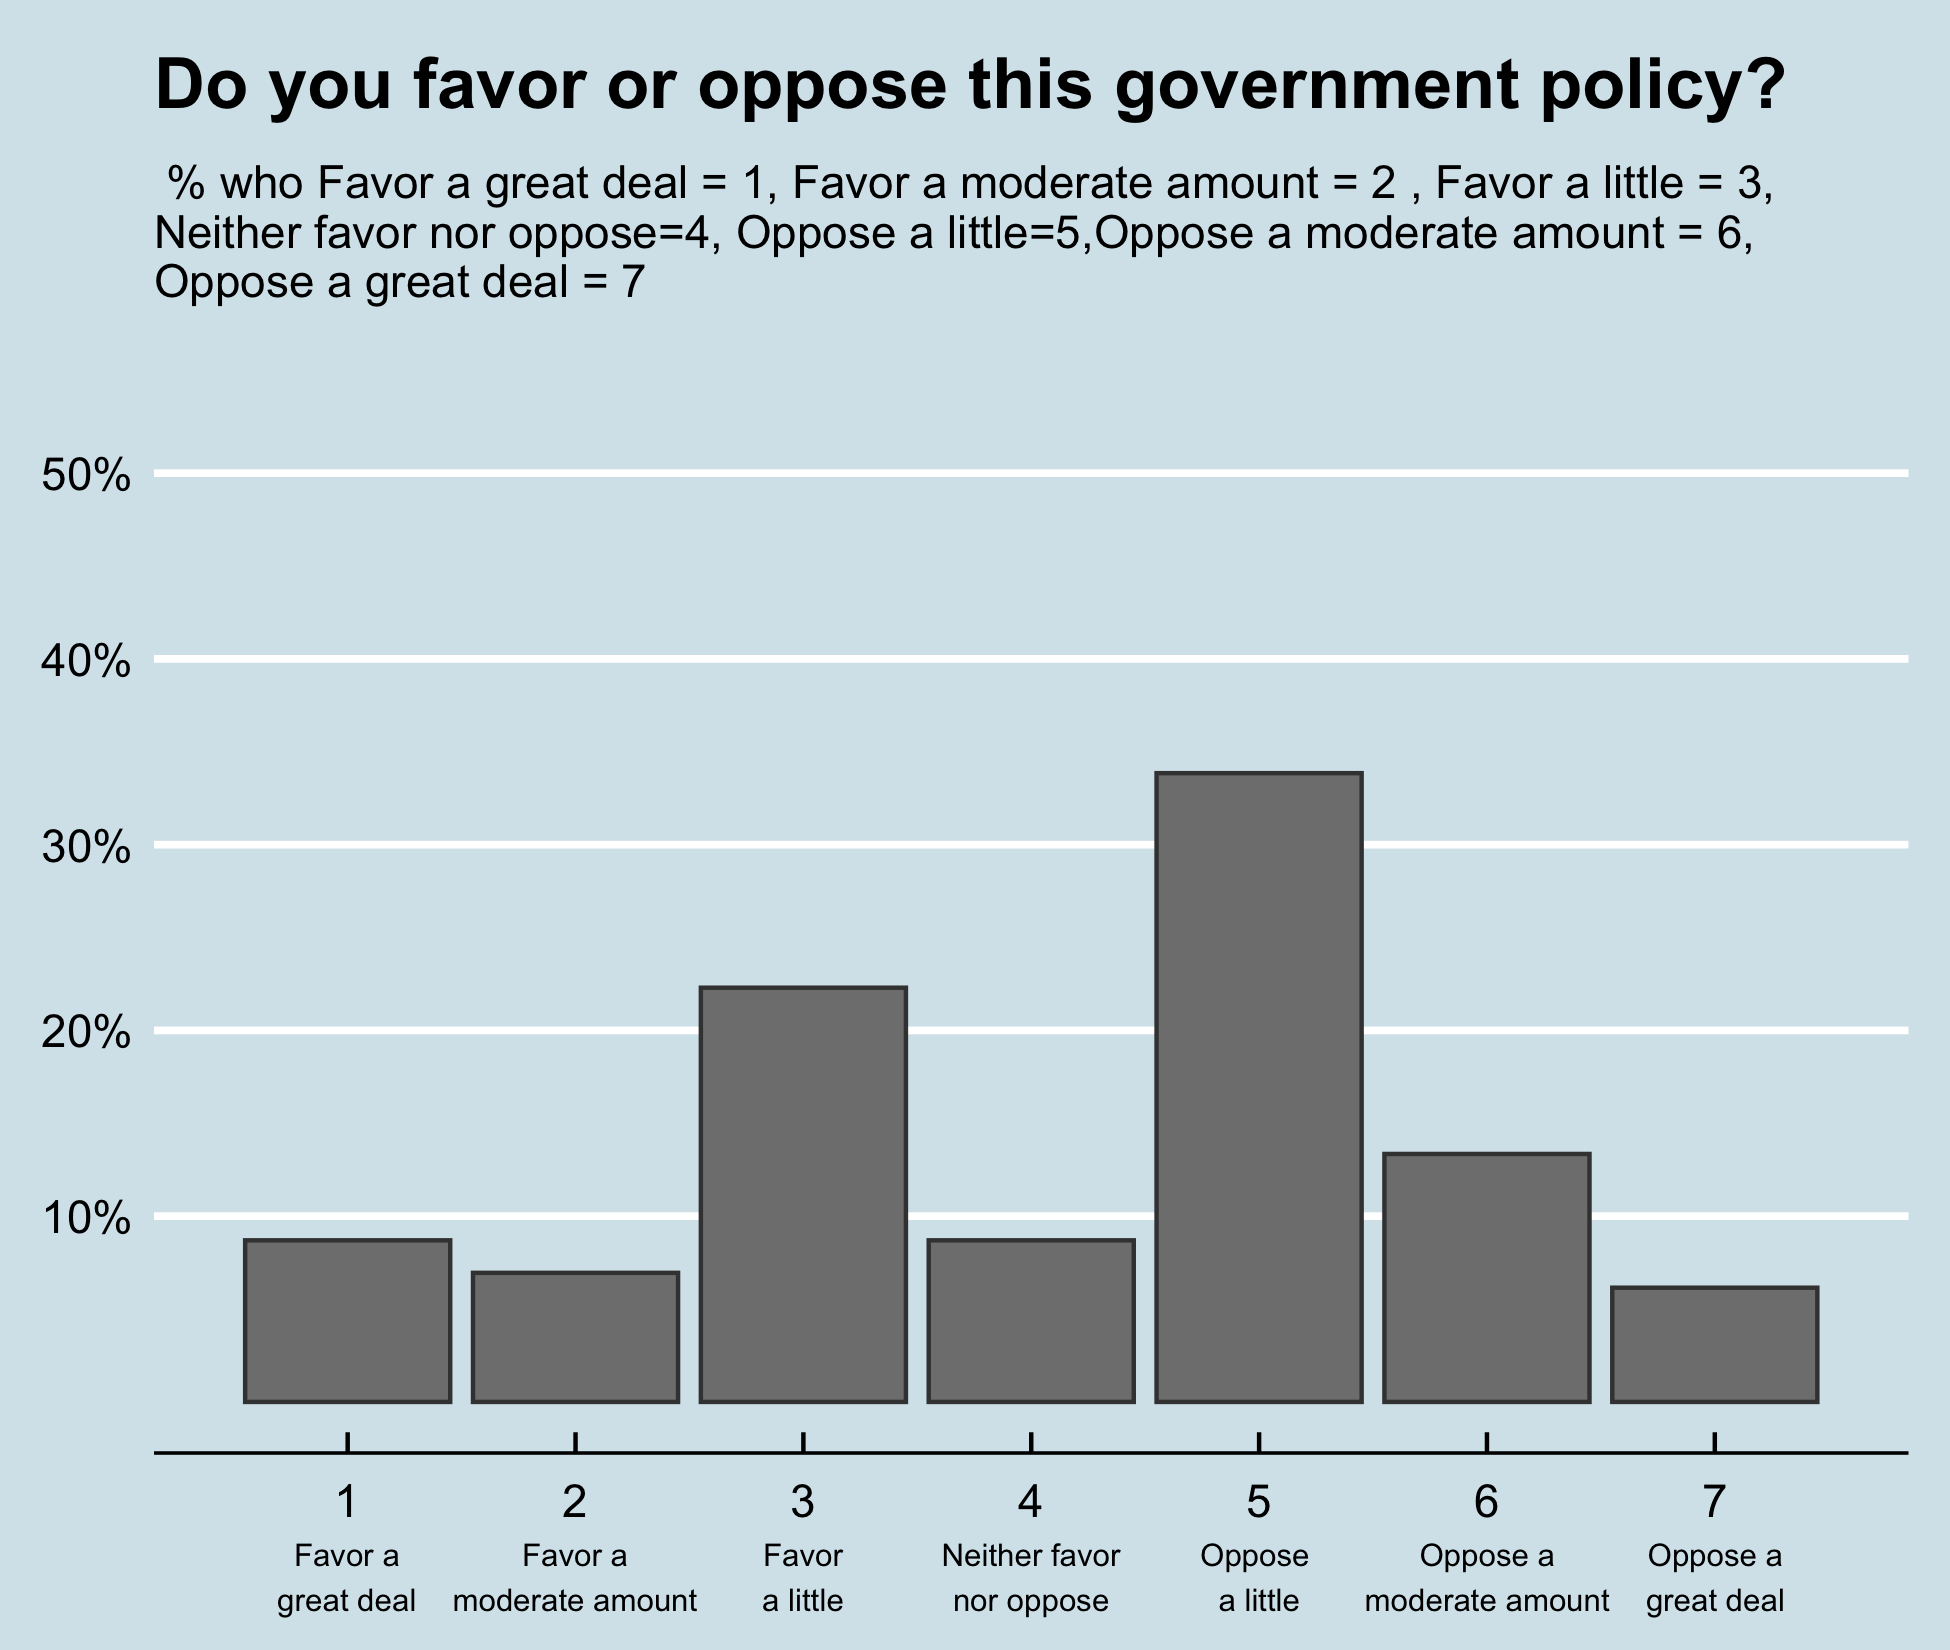 Do you favor or oppose this government policy?
% who Favor a great deal = 1, Favor a moderate amount = 2 , Favor a little = 3,
Neither favor nor oppose=4, Oppose a little=5,Oppose a moderate amount = 6,
Oppose a great deal = 7
50%
40%
30%
20%
10%
1 2 3 4 5 6 7
Favor a Favor a Favor Neither favor Oppose Oppose a Oppose a
great deal moderate amount a little nor oppose a little moderate amount great deal